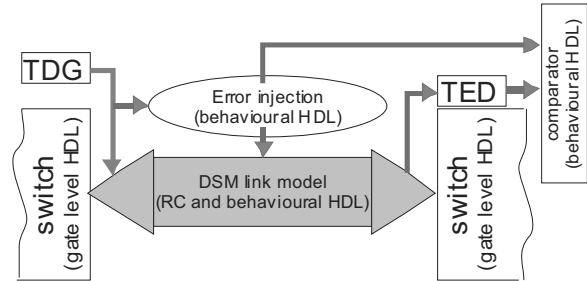 TDG
Error injection
(behavioural HDL)
TED
comparator
(behavioural HDL)
switch
(gate level HDL)
DSM link model
(RC and behavioural HDL)
switch
(gate level HDL)